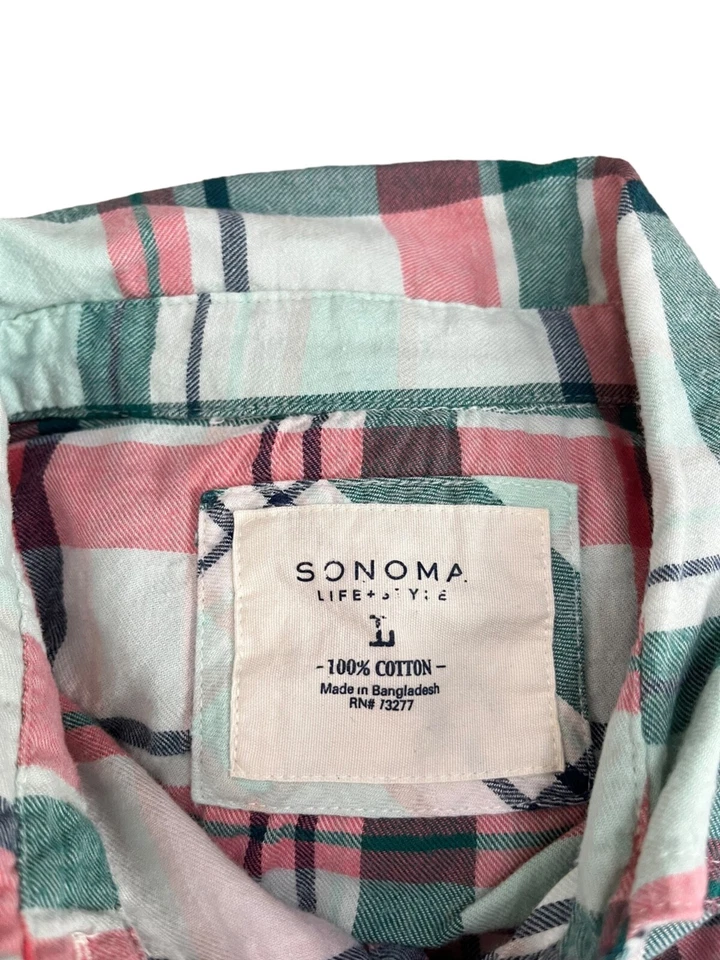 SONOMA
LIFE+STYLE
L
- 100% COTTON -
Made in Bangladesh
RN# 73277